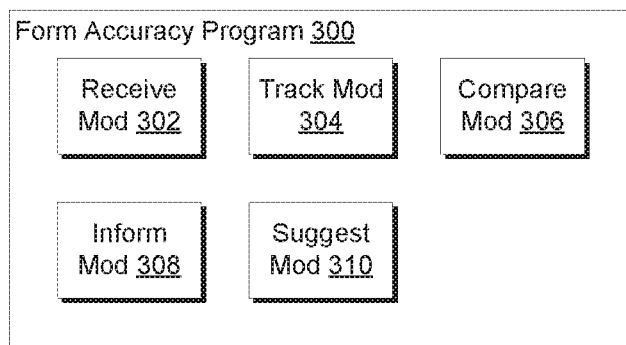 Form Accuracy Program 300
Receive
Mod 302
Track Mod
304
Compare
Mod 306
Inform
Mod 308
Suggest
Mod 310